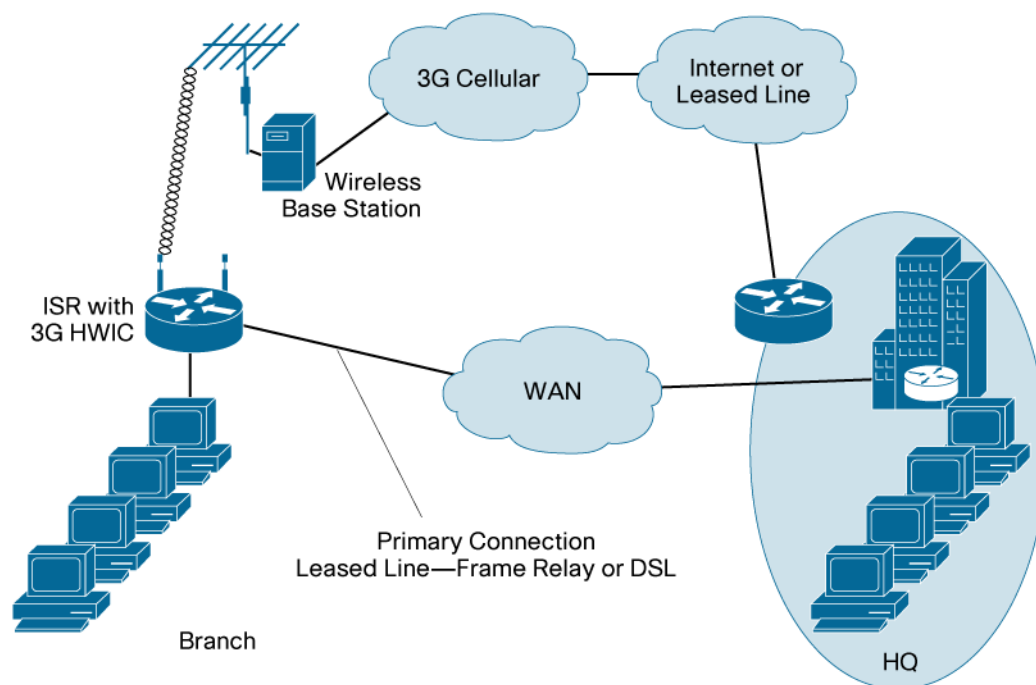 3G Cellular
Internet or
Leased Line
Wireless
Base Station
ISR with
3G HWIC
WAN
Primary Connection
Leased Line—Frame Relay or DSL
Branch
HQ